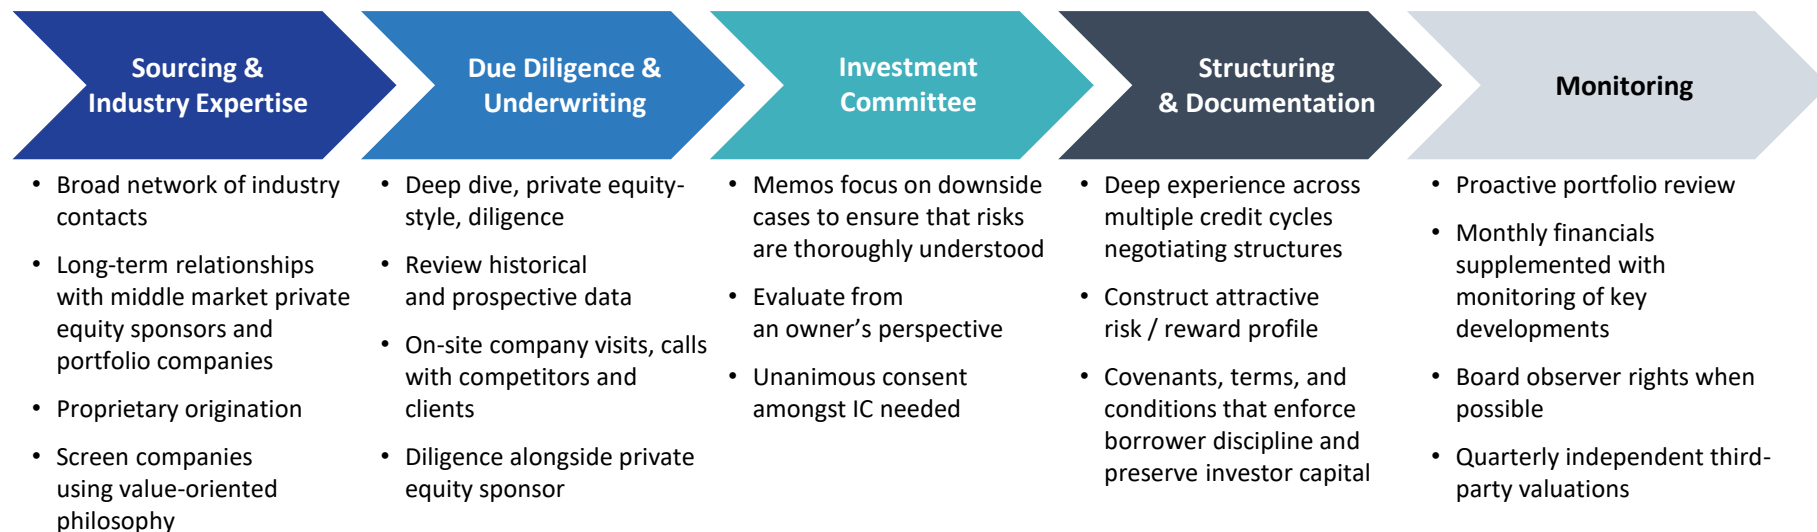 Sourcing &
Industry Expertise
• Broad network of industry
contacts
• Long-term relationships
with middle market private
equity sponsors and
portfolio companies
• Proprietary origination
• Screen companies
using value-oriented
philosophy
Due Diligence &
Underwriting
• Deep dive, private equity-
style, diligence
• Review historical
and prospective data
• On-site company visits, calls
with competitors and
clients
• Diligence alongside private
equity sponsor
Investment
Committee
• Memos focus on downside
cases to ensure that risks
are thoroughly understood
• Evaluate from
an owner’s perspective
• Unanimous consent
amongst IC needed
Structuring
& Documentation
• Deep experience across
multiple credit cycles
negotiating structures
• Construct attractive
risk / reward profile
• Covenants, terms, and
conditions that enforce
borrower discipline and
preserve investor capital
Monitoring
• Proactive portfolio review
• Monthly financials
supplemented with
monitoring of key
developments
• Board observer rights when
possible
• Quarterly independent third-
party valuations